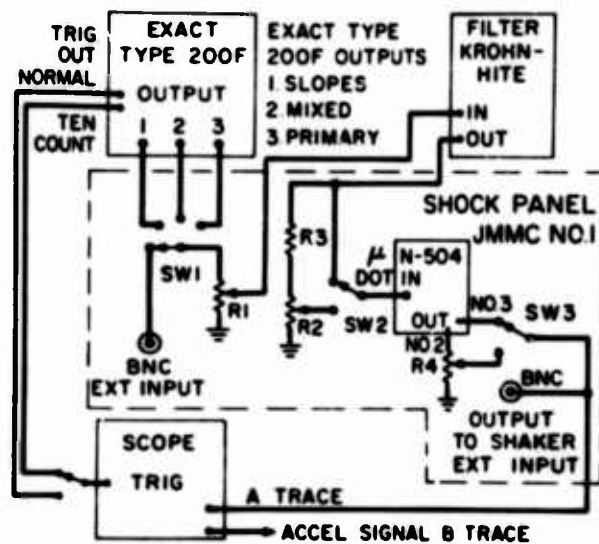 EXACT
TYPE 200F
TRIG
OUT
NORMAL
OUTPUT
TEN
COUNT
1 2 3
EXACT TYPE
200F OUTPUTS
1. SLOPES
2. MIXED
3. PRIMARY
FILTER
KROHN-
HITE
IN
OUT
SHOCK PANEL
JMMC NO.1
SW1
R1
BNC
EXT INPUT
R3
R2
SW2
μ
DOT
N-504
IN
OUT
NO.3
SW3
NO.2
R4
BNC
OUTPUT
TO SHAKER
EXT INPUT
SCOPE
TRIG
A TRACE
ACCEL SIGNAL B TRACE